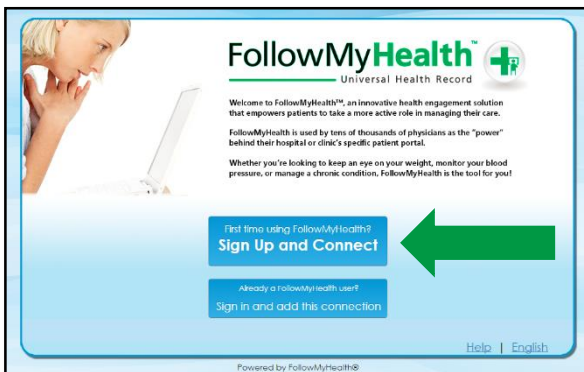 FollowMyHealth™
Universal Health Record
Welcome to FollowMyHealth™, an innovative health engagement solution
that empowers patients to take a more active role in managing their care.
FollowMyHealth is used by tens of thousands of physicians as the "power"
behind their hospital or clinic's specific patient portal.
Whether you're looking to keep an eye on your weight, monitor your blood
pressure, or manage a chronic condition, FollowMyHealth is the tool for you!
First time using FollowMyHealth?
Sign Up and Connect
Already a FollowMyHealth user?
Sign in and add this connection
Help | English
Powered by FollowMyHealth®